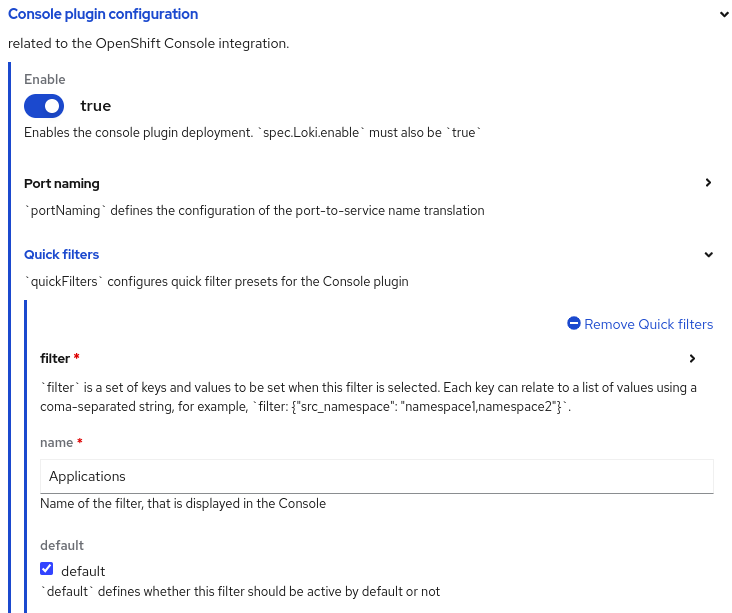 Console plugin configuration
related to the OpenShift Console integration.
Enable
true
Enables the console plugin deployment. `spec.Loki.enable` must also be `true`
Port naming
`portNaming` defines the configuration of the port-to-service name translation
Quick filters
`quickFilters` configures quick filter presets for the Console plugin
Remove Quick filters
filter *
`filter` is a set of keys and values to be set when this filter is selected. Each key can relate to a list of values using a
coma-separated string, for example, `filter: {"src_namespace": "namespace1,namespace2"}`.
name *
Applications
Name of the filter, that is displayed in the Console
default
default
`default` defines whether this filter should be active by default or not